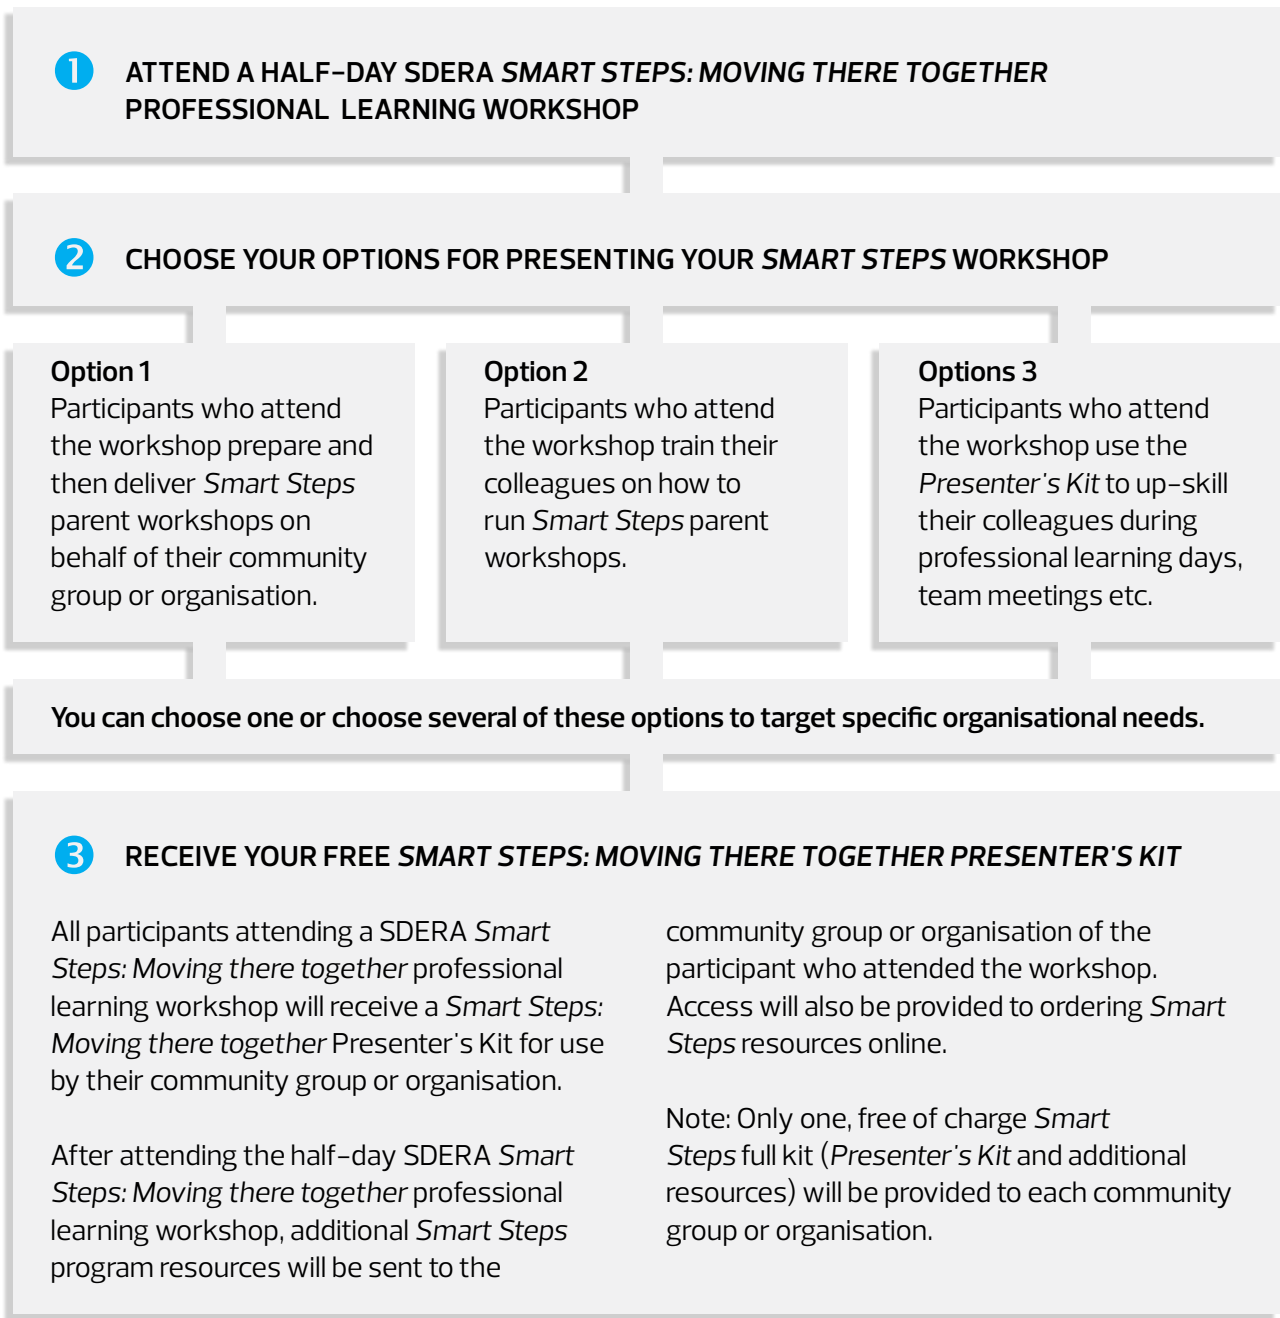 1 ATTEND A HALF-DAY SDERA SMART STEPS: MOVING THERE TOGETHER
PROFESSIONAL LEARNING WORKSHOP
2 CHOOSE YOUR OPTIONS FOR PRESENTING YOUR SMART STEPS WORKSHOP
Option 1
Participants who attend
the workshop prepare and
then deliver Smart Steps
parent workshops on
behalf of their community
group or organisation.
Option 2
Participants who attend
the workshop train their
colleagues on how to
run Smart Steps parent
workshops.
Options 3
Participants who attend
the workshop use the
Presenter's Kit to up-skill
their colleagues during
professional learning days,
team meetings etc.
You can choose one or choose several of these options to target specific organisational needs.
3 RECEIVE YOUR FREE SMART STEPS: MOVING THERE TOGETHER PRESENTER'S KIT
All participants attending a SDERA Smart
Steps: Moving there together professional
learning workshop will receive a Smart Steps:
Moving there together Presenter's Kit for use
by their community group or organisation.
After attending the half-day SDERA Smart
Steps: Moving there together professional
learning workshop, additional Smart Steps
program resources will be sent to the
community group or organisation of the
participant who attended the workshop.
Access will also be provided to ordering Smart
Steps resources online.
Note: Only one, free of charge Smart
Steps full kit (Presenter's Kit and additional
resources) will be provided to each community
group or organisation.